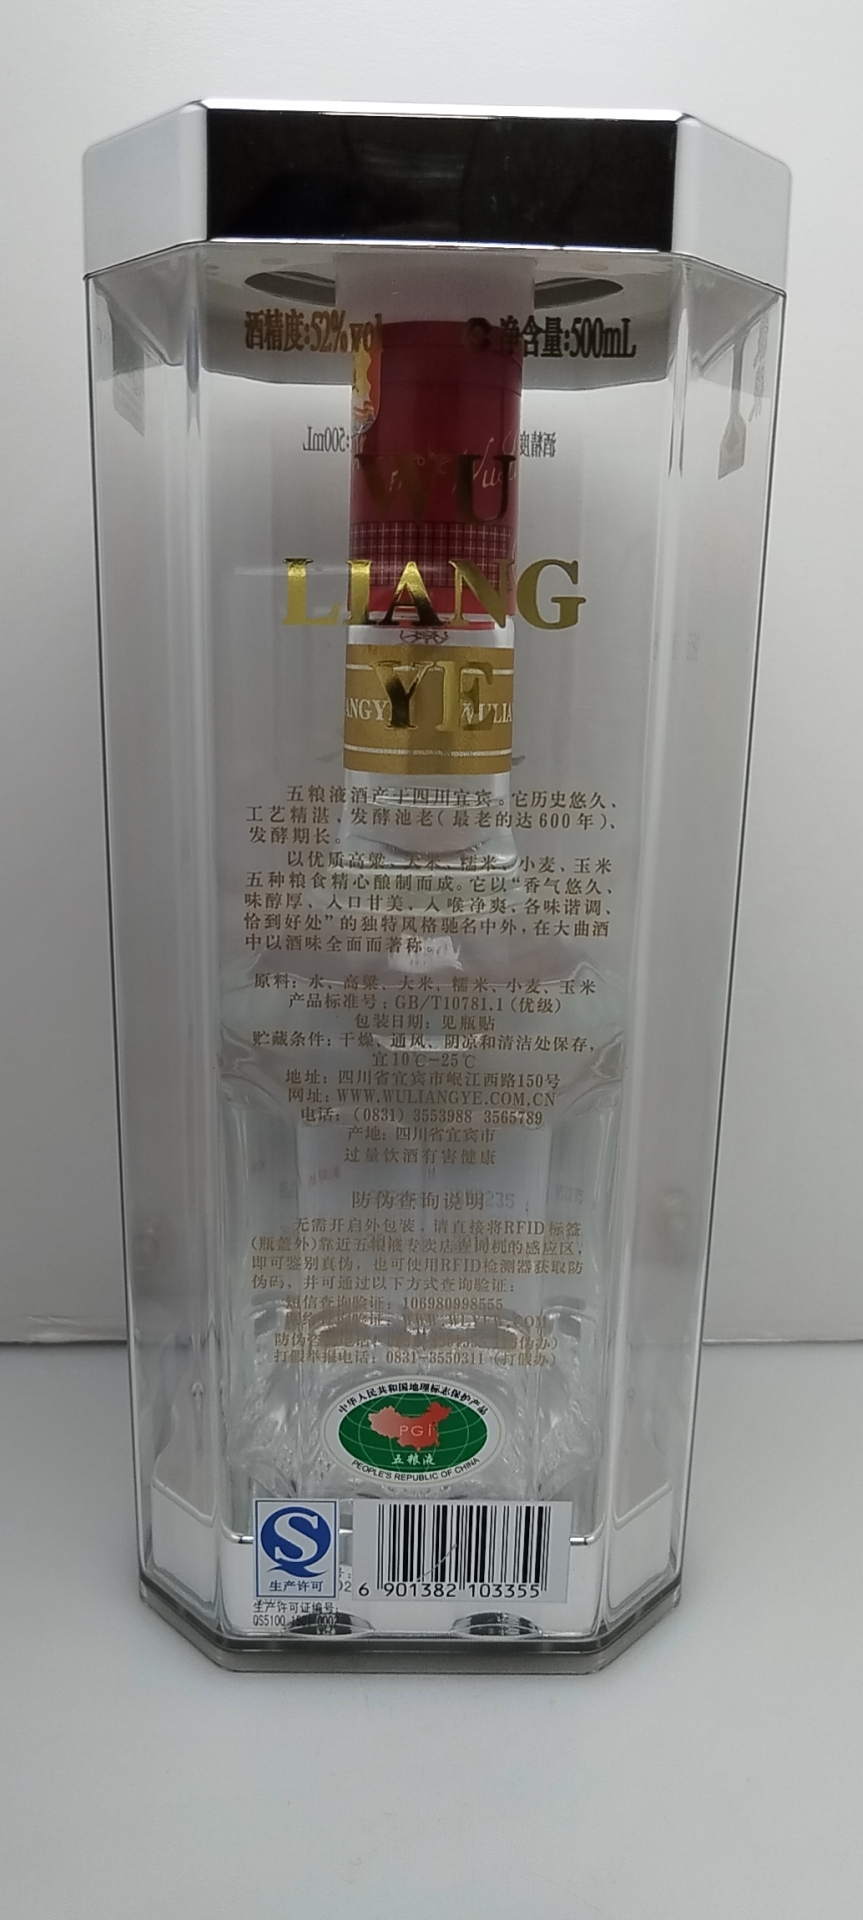 酒精度:52%vol
净含量:500mL
WU
LIANG
YE
五粮液酒产于四川宜宾。它历史悠久、
工艺精湛、发酵池老(最老的达600年)、
发酵期长。
以优质高粱、大米、糯米、小麦、玉米
五种粮食精心酿制而成。它以“香气悠久、
味醇厚、入口甘美、入喉净爽、各味谐调、
恰到好处”的独特风格驰名中外，在大曲酒
中以酒味全面而著称。
原料：水、高粱、大米、糯米、小麦、玉米
产品标准号：GB/T10781.1(优级)
包装日期：见瓶贴
贮藏条件：干燥、通风、阴凉和清洁处保存，
宜10℃-25℃
地址：四川省宜宾市岷江西路150号
网址：WWW.WULIANGYE.COM.CN
电话：(0831) 3553988 3565789
产地：四川省宜宾市
过量饮酒有害健康
防伪查询说明
无需开启外包装，请直接将RFID标签
(瓶盖外)靠近五粮液专卖店查询机的感应区，
即可鉴别真伪，也可使用RFID检测器获取防
伪码，并可通过以下方式查询验证：
短信查询验证：106980998555
打假举报电话：0831-3550311 (打假办)
中华人民共和国地理标志保护产品
PGI
五粮液
PEOPLE'S REPUBLIC OF CHINA
生产许可
6 901382 103355
生产许可证编号:
QS5100